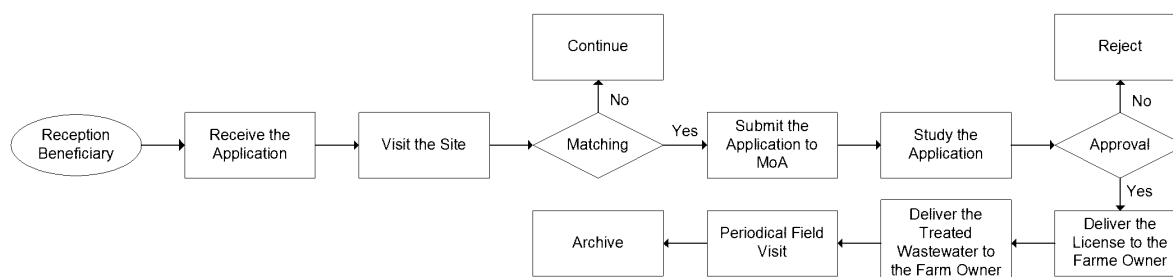 Continue
Reject
No
No
Reception
Beneficiary
Receive the
Application
Visit the Site
Matching
Yes
Submit the
Application to
MoA
Study the
Application
Approval
Yes
Archive
Periodical Field
Visit
Deliver the
Treated
Wastewater to
the Farm Owner
Deliver the
License to the
Farme Owner